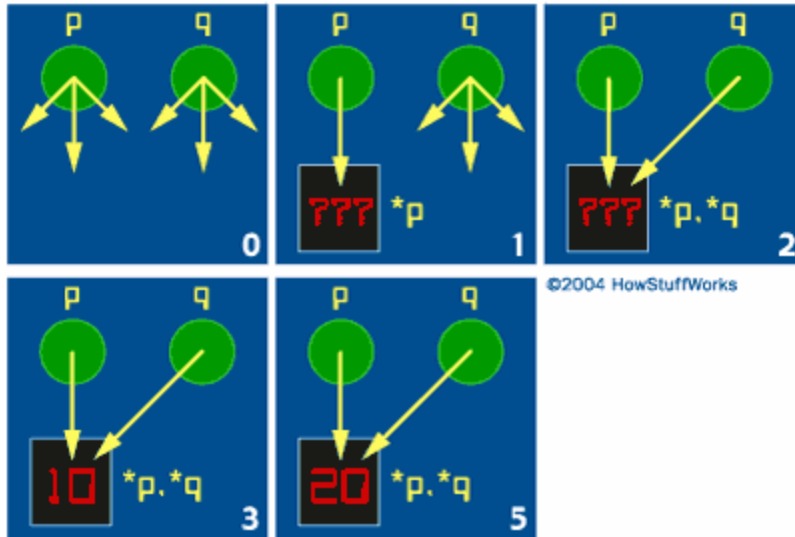 p q
0
p q
*p
1
p q
*p.*q
2
??? 
???
©2004 HowStuffWorks
p q
10 *p.*q
3
p q
20 *p.*q
5